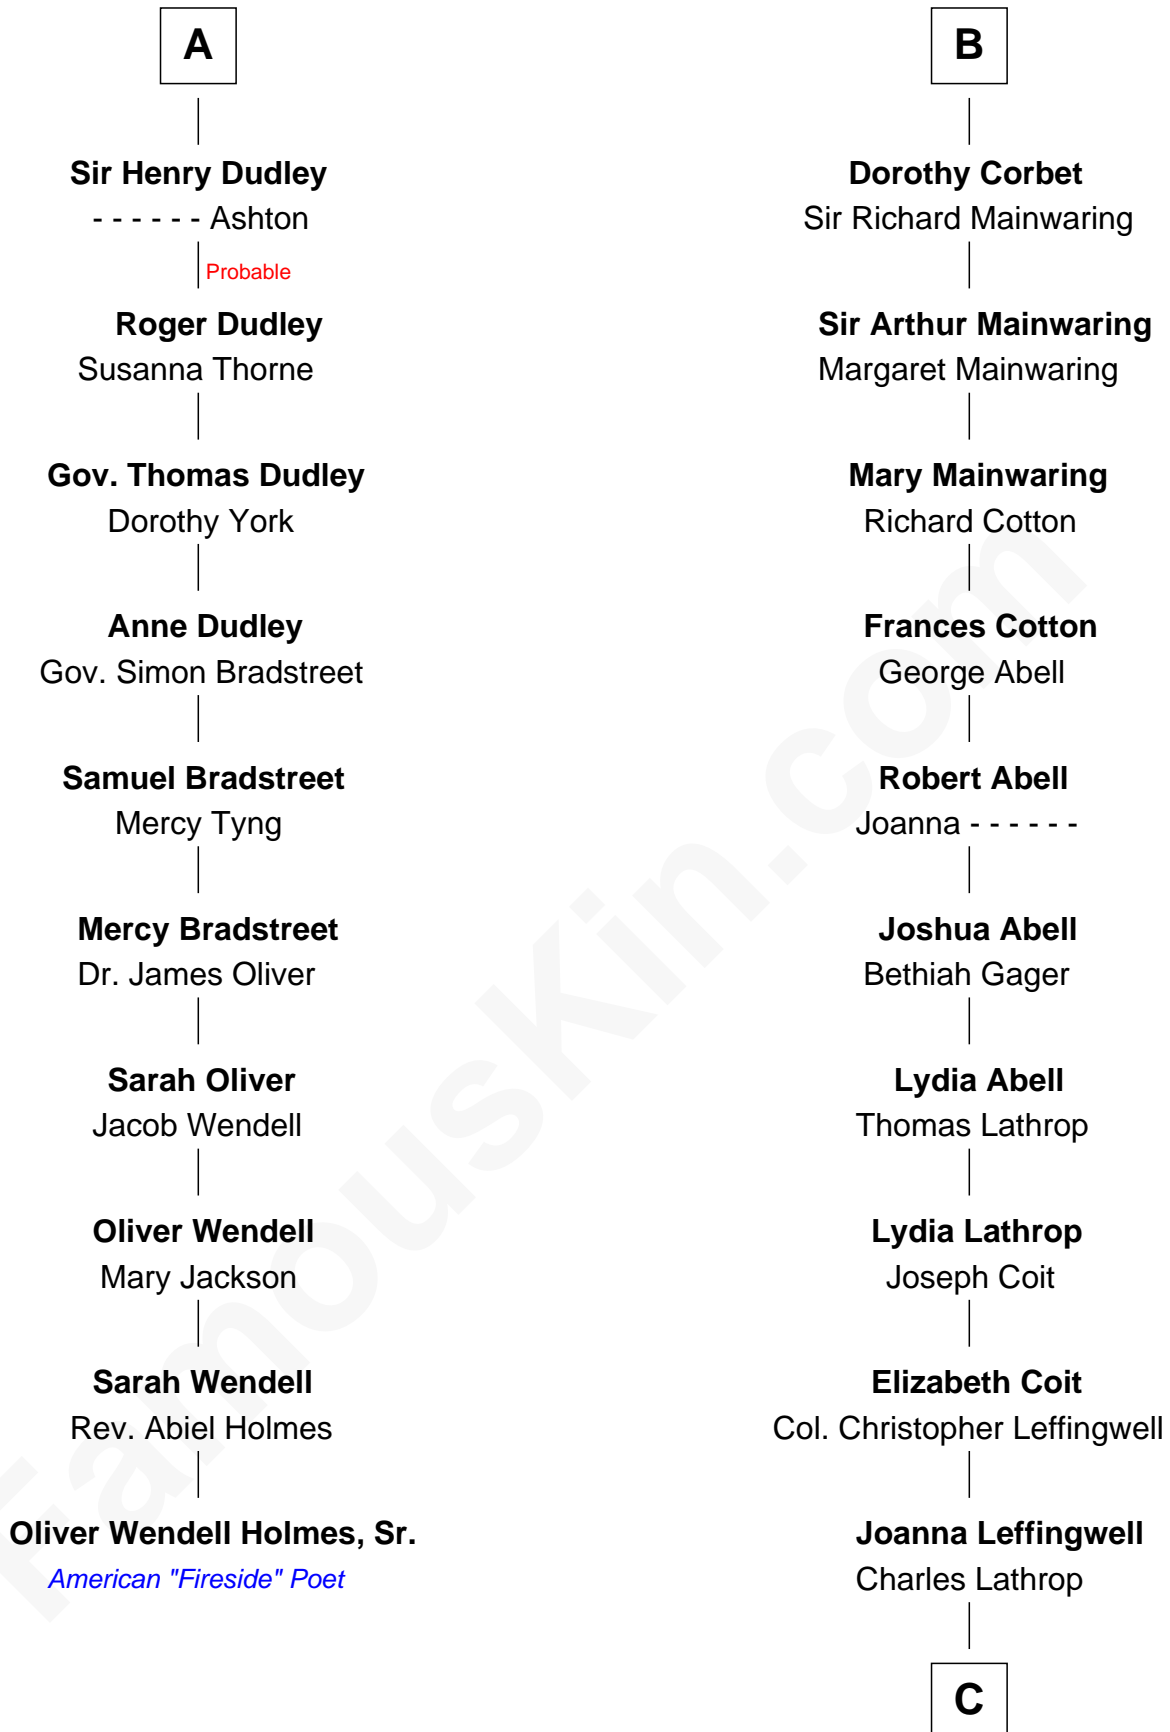 A
Sir Henry Dudley
- - - - - - Ashton
Probable
Roger Dudley
Susanna Thorne
Gov. Thomas Dudley
Dorothy York
Anne Dudley
Gov. Simon Bradstreet
Samuel Bradstreet
Mercy Tyng
Mercy Bradstreet
Dr. James Oliver
Sarah Oliver
Jacob Wendell
Oliver Wendell
Mary Jackson
Sarah Wendell
Rev. Abiel Holmes
Oliver Wendell Holmes, Sr.
American "Fireside" Poet
B
Dorothy Corbet
Sir Richard Mainwaring
Sir Arthur Mainwaring
Margaret Mainwaring
Mary Mainwaring
Richard Cotton
Frances Cotton
George Abell
Robert Abell
Joanna - - - - - -
Joshua Abell
Bethiah Gager
Lydia Abell
Thomas Lathrop
Lydia Lathrop
Joseph Coit
Elizabeth Coit
Col. Christopher Leffingwell
Joanna Leffingwell
Charles Lathrop
C
FamousKin.com